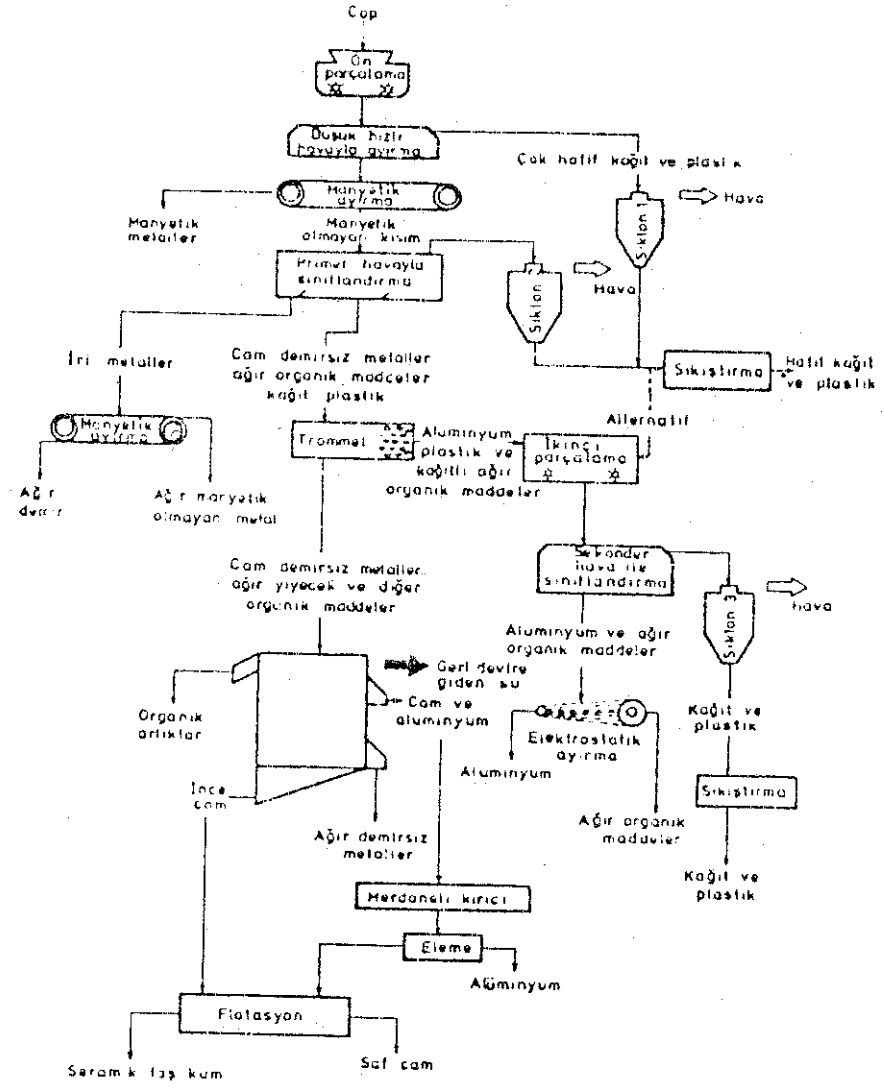 Çöp
Ön
parçalama
Düşük hızlı
havayla ayırma
Çok hafif kağıt ve plastik
Manyetik
ayırma
Hava
Manyetik
metaller
Manyetik
olmayan kısım
Siklon 1
Primer havayla
sınıflandırma
Siklon
Hava
İri metaller
Cam demirsiz metaller
ağır organik maddeler
kağıt plastik
Sıkıştırma
Hafif kağıt
ve plastik
Alternatif
Manyetik
ayırma
Trommel
Aluminyum
plastik ve
kağıtlı ağır
organik maddeler
İkinci
parçalama
Ağır
demir
Ağır manyetik
olmayan metal
Cam demirsiz metaller
ağır yiyecek ve diğer
organik maddeler
Sekonder
hava ile
sınıflandırma
Siklon 3
hava
Aluminyum ve ağır
organik maddeler
Geri devire
giden su
Cam ve
aluminyum
Organik
artıklar
Elektrostatik
ayırma
Aluminyum
Kağıt ve
plastik
İnce
cam
Sıkıştırma
Ağır demirsiz
metaller
Ağır organik
maddeler
Kağıt ve
plastik
Merdaneli kırıcı
Eleme
Alüminyum
Flotasyon
Seramik taş kum
Saf cam